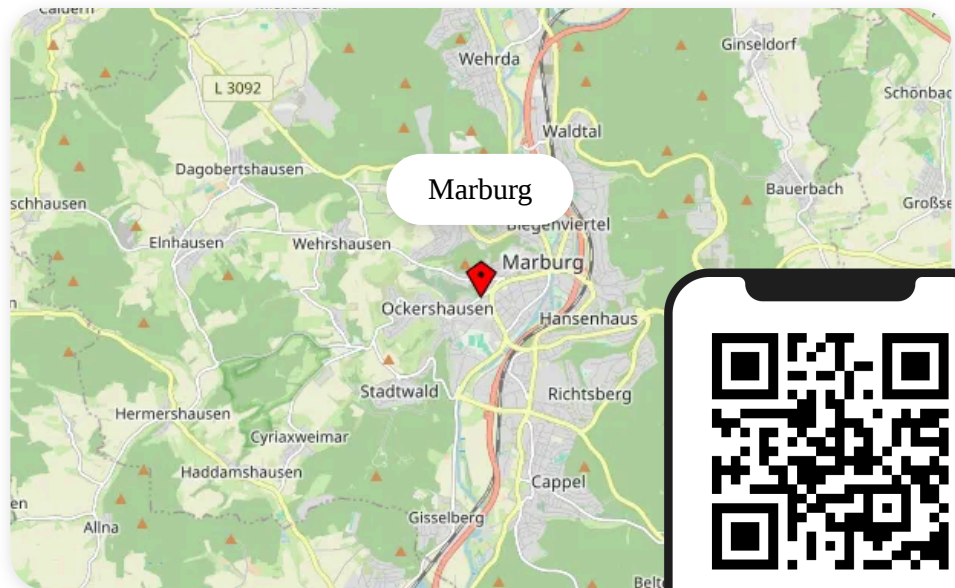 Caldern
Wehrda
Ginseldorf
L 3092
Waldtal
Dagobertshausen
Marburg
Bauerbach
Elnhausen
Wehrshausen
Marburg
Ockershausen
Hansenhaus
Stadtwald
Richtsberg
Hermershausen
Cyriaxweimar
Haddamshausen
Cappel
Gisselberg
Allna